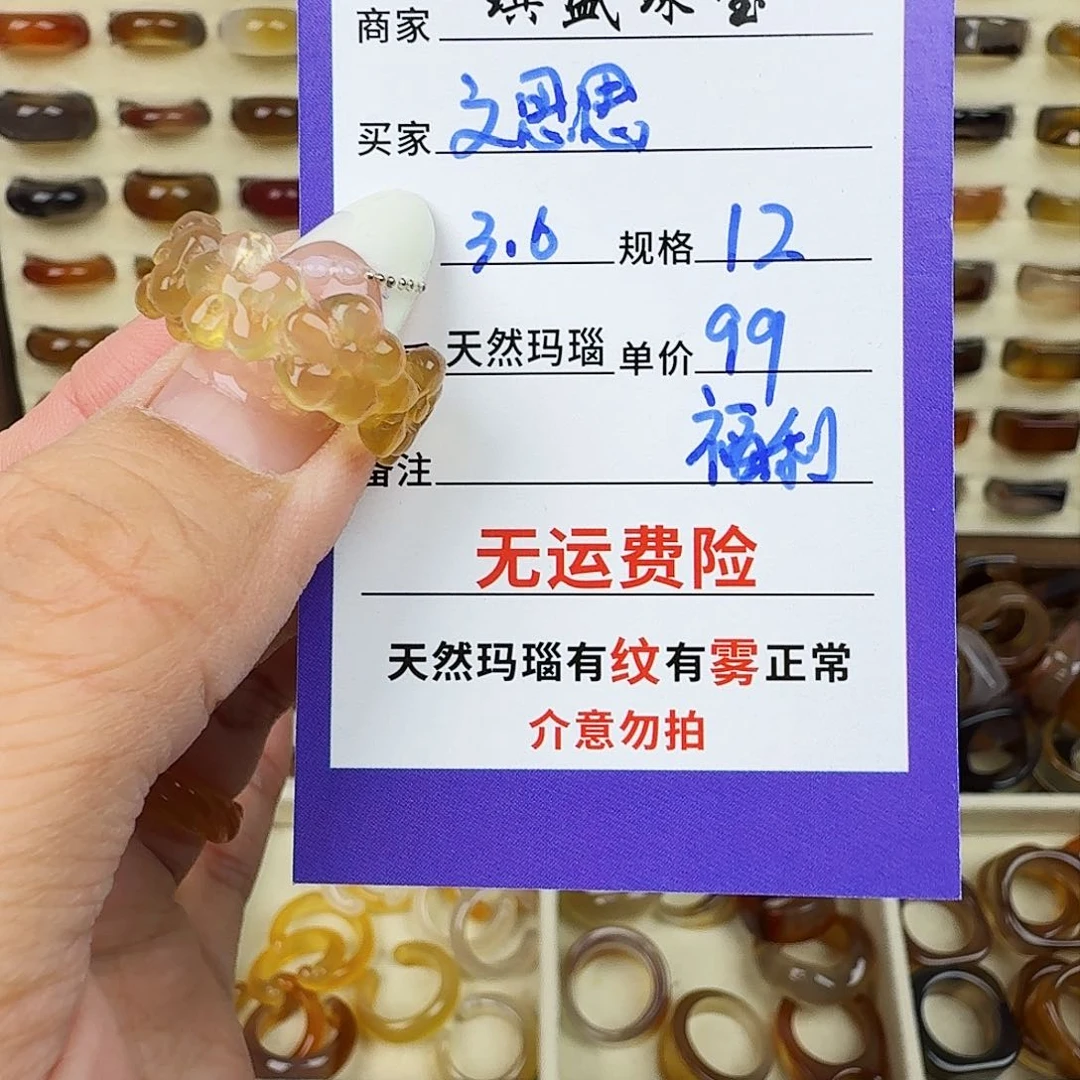 商家
买家 文恩思
3.6 规格 12
天然玛瑙 单价 99
备注 福利
无运费险
天然玛瑙有纹有雾正常
介意勿拍